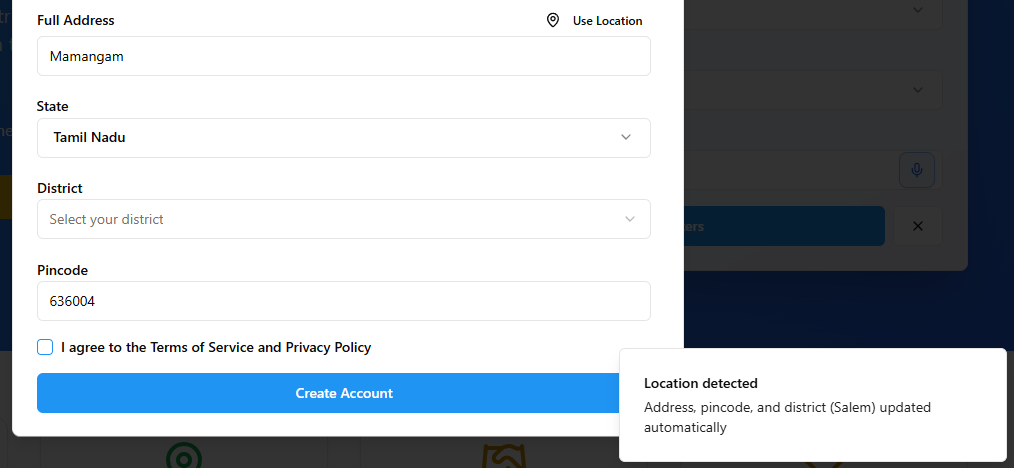 Full Address
Use Location
Mamangam
State
Tamil Nadu
District
Select your district
Pincode
636004
I agree to the Terms of Service and Privacy Policy
Create Account
Location detected
Address, pincode, and district (Salem) updated
automatically